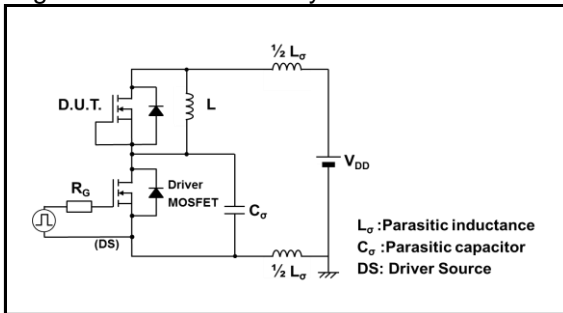 ½ Lσ
D.U.T.
L
VDD
RG
Driver
MOSFET
Cσ
(DS)
½ Lσ
Lσ :Parasitic inductance
Cσ :Parasitic capacitor
DS: Driver Source